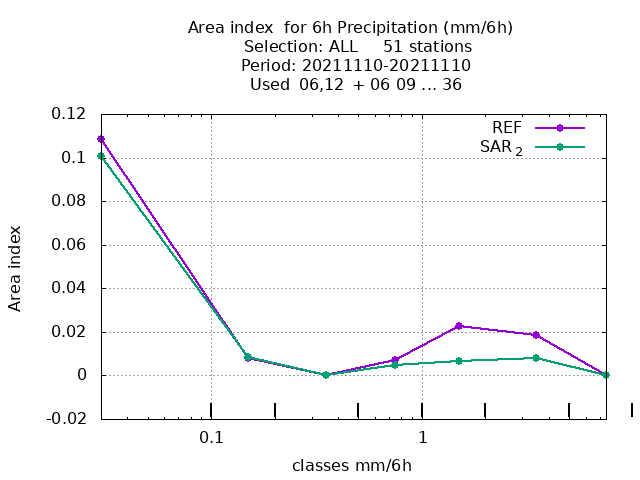 Area index  for 6h Precipitation (mm/6h)
Selection: ALL     51 stations
Period: 20211110-20211110
Used  06,12  + 06 09 ... 36
REF
SAR 2
0.12
0.1
0.08
0.06
0.04
0.02
0
-0.02
Area index
0.1
1
classes mm/6h